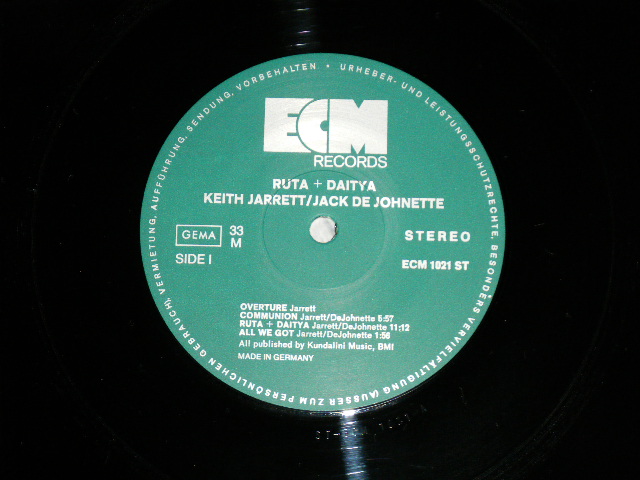 URHEBER- UND LEISTUNGSSCHUTZRECHTE, BESONDERS VERVIELFÄLTIGUNG (AUSSER ZUM PERSÖNLICHEN GEBRAUCH), VERMIETUNG, AUFFÜHRUNG, SENDUNG, VORBEHALTEN. •
ECM
RECORDS
RUTA + DAITYA
KEITH JARRETT/JACK DE JOHNETTE
GEMA 33 STEREO
M
SIDE I ECM 1021 ST
OVERTURE Jarrett
COMMUNION Jarrett/DeJohnette 5:57
RUTA + DAITYA Jarrett/DeJohnette 11:12
ALL WE GOT Jarrett/DeJohnette 1:56
All published by Kundalini Music, BMI
MADE IN GERMANY